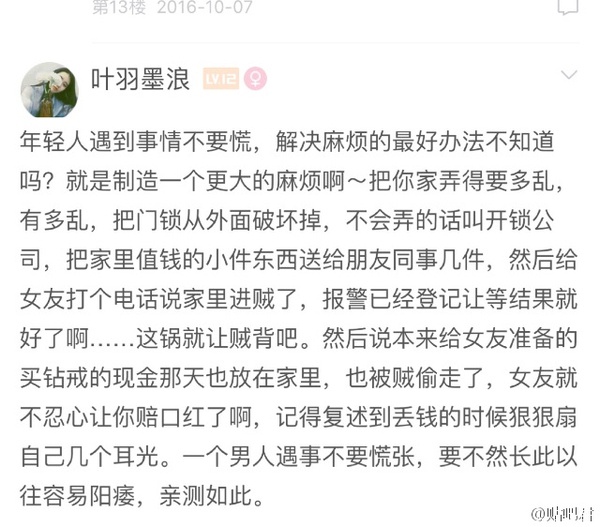 第13楼 2016-10-07
叶羽墨浪 LV.12
年轻人遇到事情不要慌，解决麻烦的最好办法不知道
吗？就是制造一个更大的麻烦啊～把你家弄得要多乱，
有多乱，把门锁从外面破坏掉，不会弄的话叫开锁公
司，把家里值钱的小件东西送给朋友同事几件，然后给
女友打个电话说家里进贼了，报警已经登记让等结果就
好了啊……这锅就让贼背吧。然后说本来给女友准备的
买钻戒的现金那天也放在家里，也被贼偷走了，女友就
不忍心让你赔口红了啊，记得复述到丢钱的时候狠狠扇
自己几个耳光。一个男人遇事不要慌张，要不然长此以
往容易阳痿，亲测如此。
@贴吧君